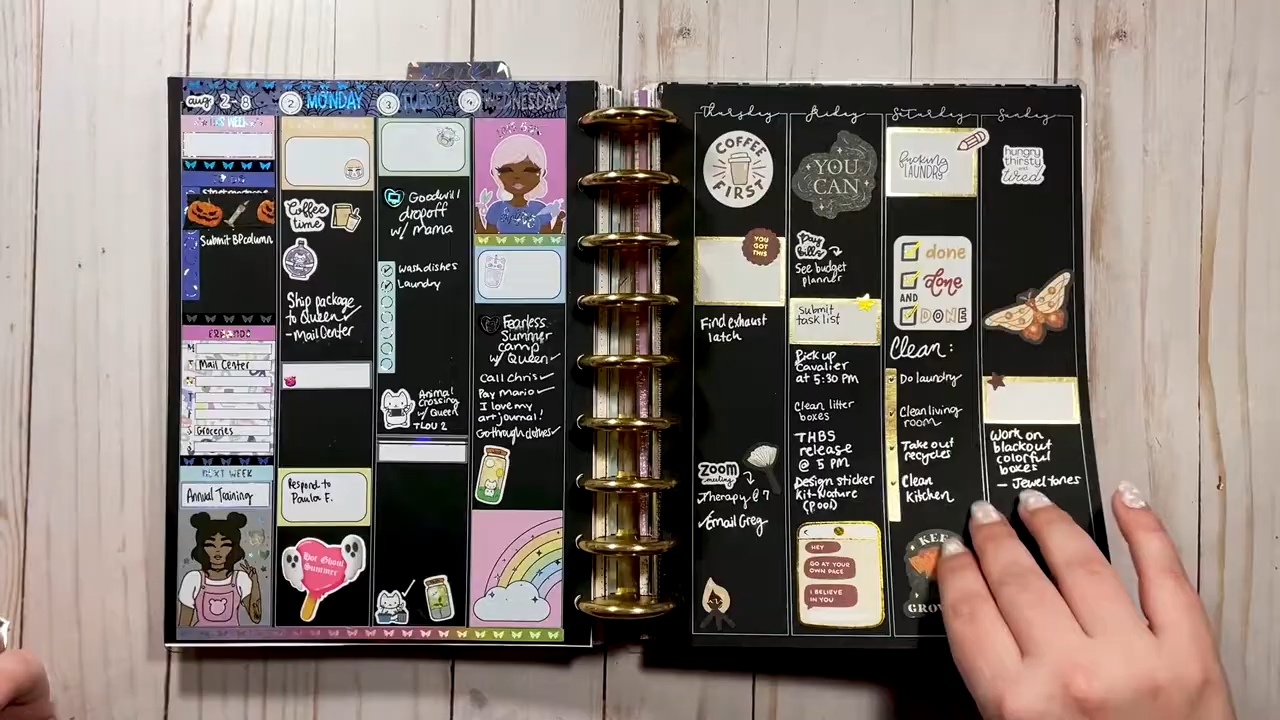 aug 2-8
2 MONDAY
3 TUESDAY
4 WEDNESDAY
Submit BP column
Mail Center
Groceries
NEXT WEEK
Annual Training
Coffee
time
Ship package
to Queen
- Mail Center
Respond to
Paula F.
Hot Ghoul
Summer
Goodwill
dropoff
w/ mama
Wash dishes
Laundry
Animal
Crossing
w/ Queen
TLOU 2
Fearless
Summer
camp
w/ Queen
Call Chris
Pay Mario
I love my
art journal!
Go through clothes
Thursday
COFFEE
FIRST
YOU
GOT
THIS
Find exhaust
latch
zoom
meeting
Therapy @ 7
Email Greg
Friday
YOU
CAN
Pay
bills
See budget
planner
Submit
task list
Pick up
Cavalier
at 5:30 PM
Clean litter
boxes
THBS
release
@ 5 PM
Design sticker
kit-Nature
(Pool)
HEY
GO AT YOUR
OWN PACE
I BELIEVE
IN YOU
Saturday
fucking
LAUNDRY
done
done
AND
DONE
Clean:
Do laundry
Clean living
room
Take out
recycles
Clean
Kitchen
KEEP
GROW
Sunday
hungry
thirsty
tired
Work on
blackout
colorful
boxes
- Jewel tones